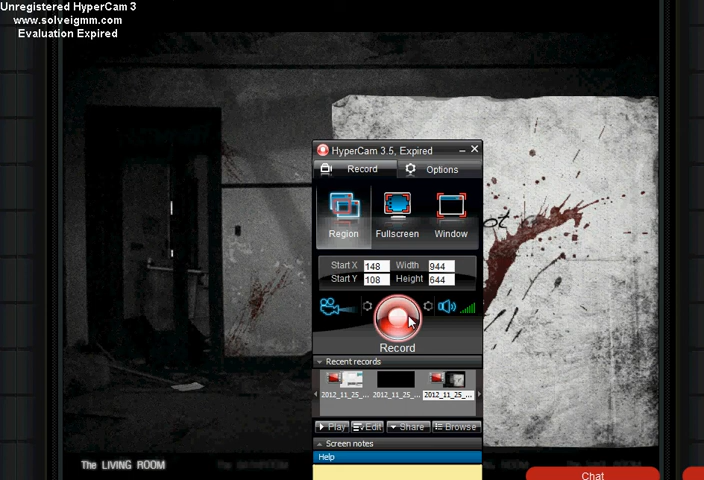 Unregistered HyperCam 3
www.solveigmm.com
Evaluation Expired
HyperCam 3.5, Expired
Record
Options
Region
Fullscreen
Window
Start X 148 Width 944
Start Y 108 Height 644
ot
Record
Recent records
2012_11_25_... 2012_11_25_... 2012_11_25_...
Play Edit Share Browse
Screen notes
Help
The LIVING ROOM
Chat